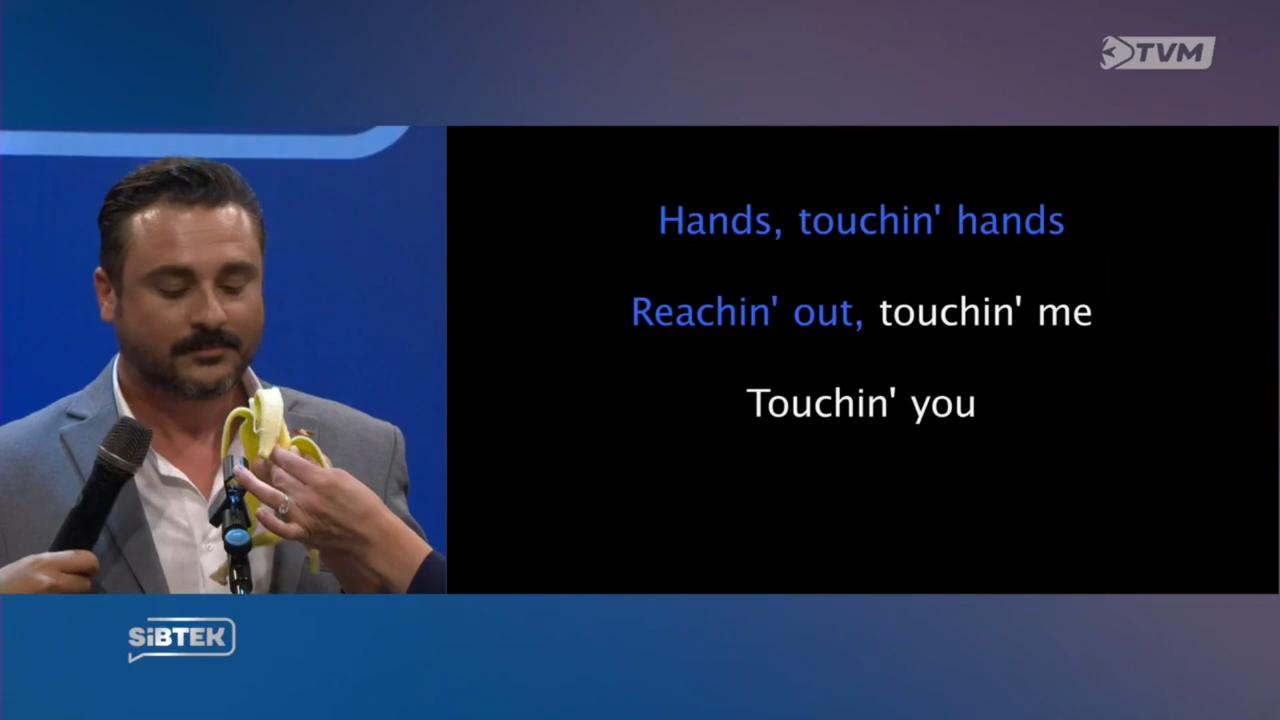 TVM
Hands, touchin' hands
Reachin' out, touchin' me
Touchin' you
SiBTEK